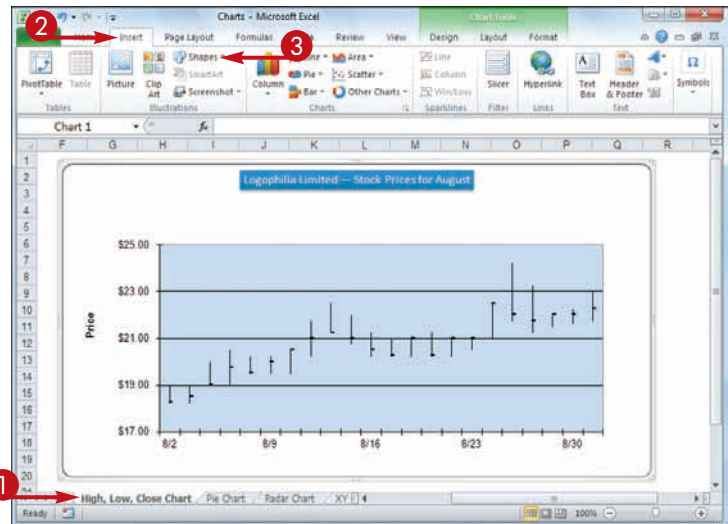 Charts - Microsoft Excel
Chart Tools
2
Insert
Page Layout
Formulas
Review
View
Design
Layout
Format
PivotTable
Table
Tables
Picture
Clip Art
Shapes
3
SmartArt
Screenshot
Illustrations
Column
Line
Pie
Bar
Area
Scatter
Other Charts
Charts
Line
Column
Win/Loss
Sparklines
Slicer
Filter
Hyperlink
Links
Text Box
Header & Footer
Text
Ω
Symbols
Chart 1
fx
F G H I J K L M N O P Q R
1
2
3
4
5
6
7
8
9
10
11
12
13
14
15
16
17
18
19
20
Logophilia Limited — Stock Prices for August
Price
$25.00
$23.00
$21.00
$19.00
$17.00
8/2 8/9 8/16 8/23 8/30
1
High, Low, Close Chart
Pie Chart
Radar Chart
XY
Ready
100%